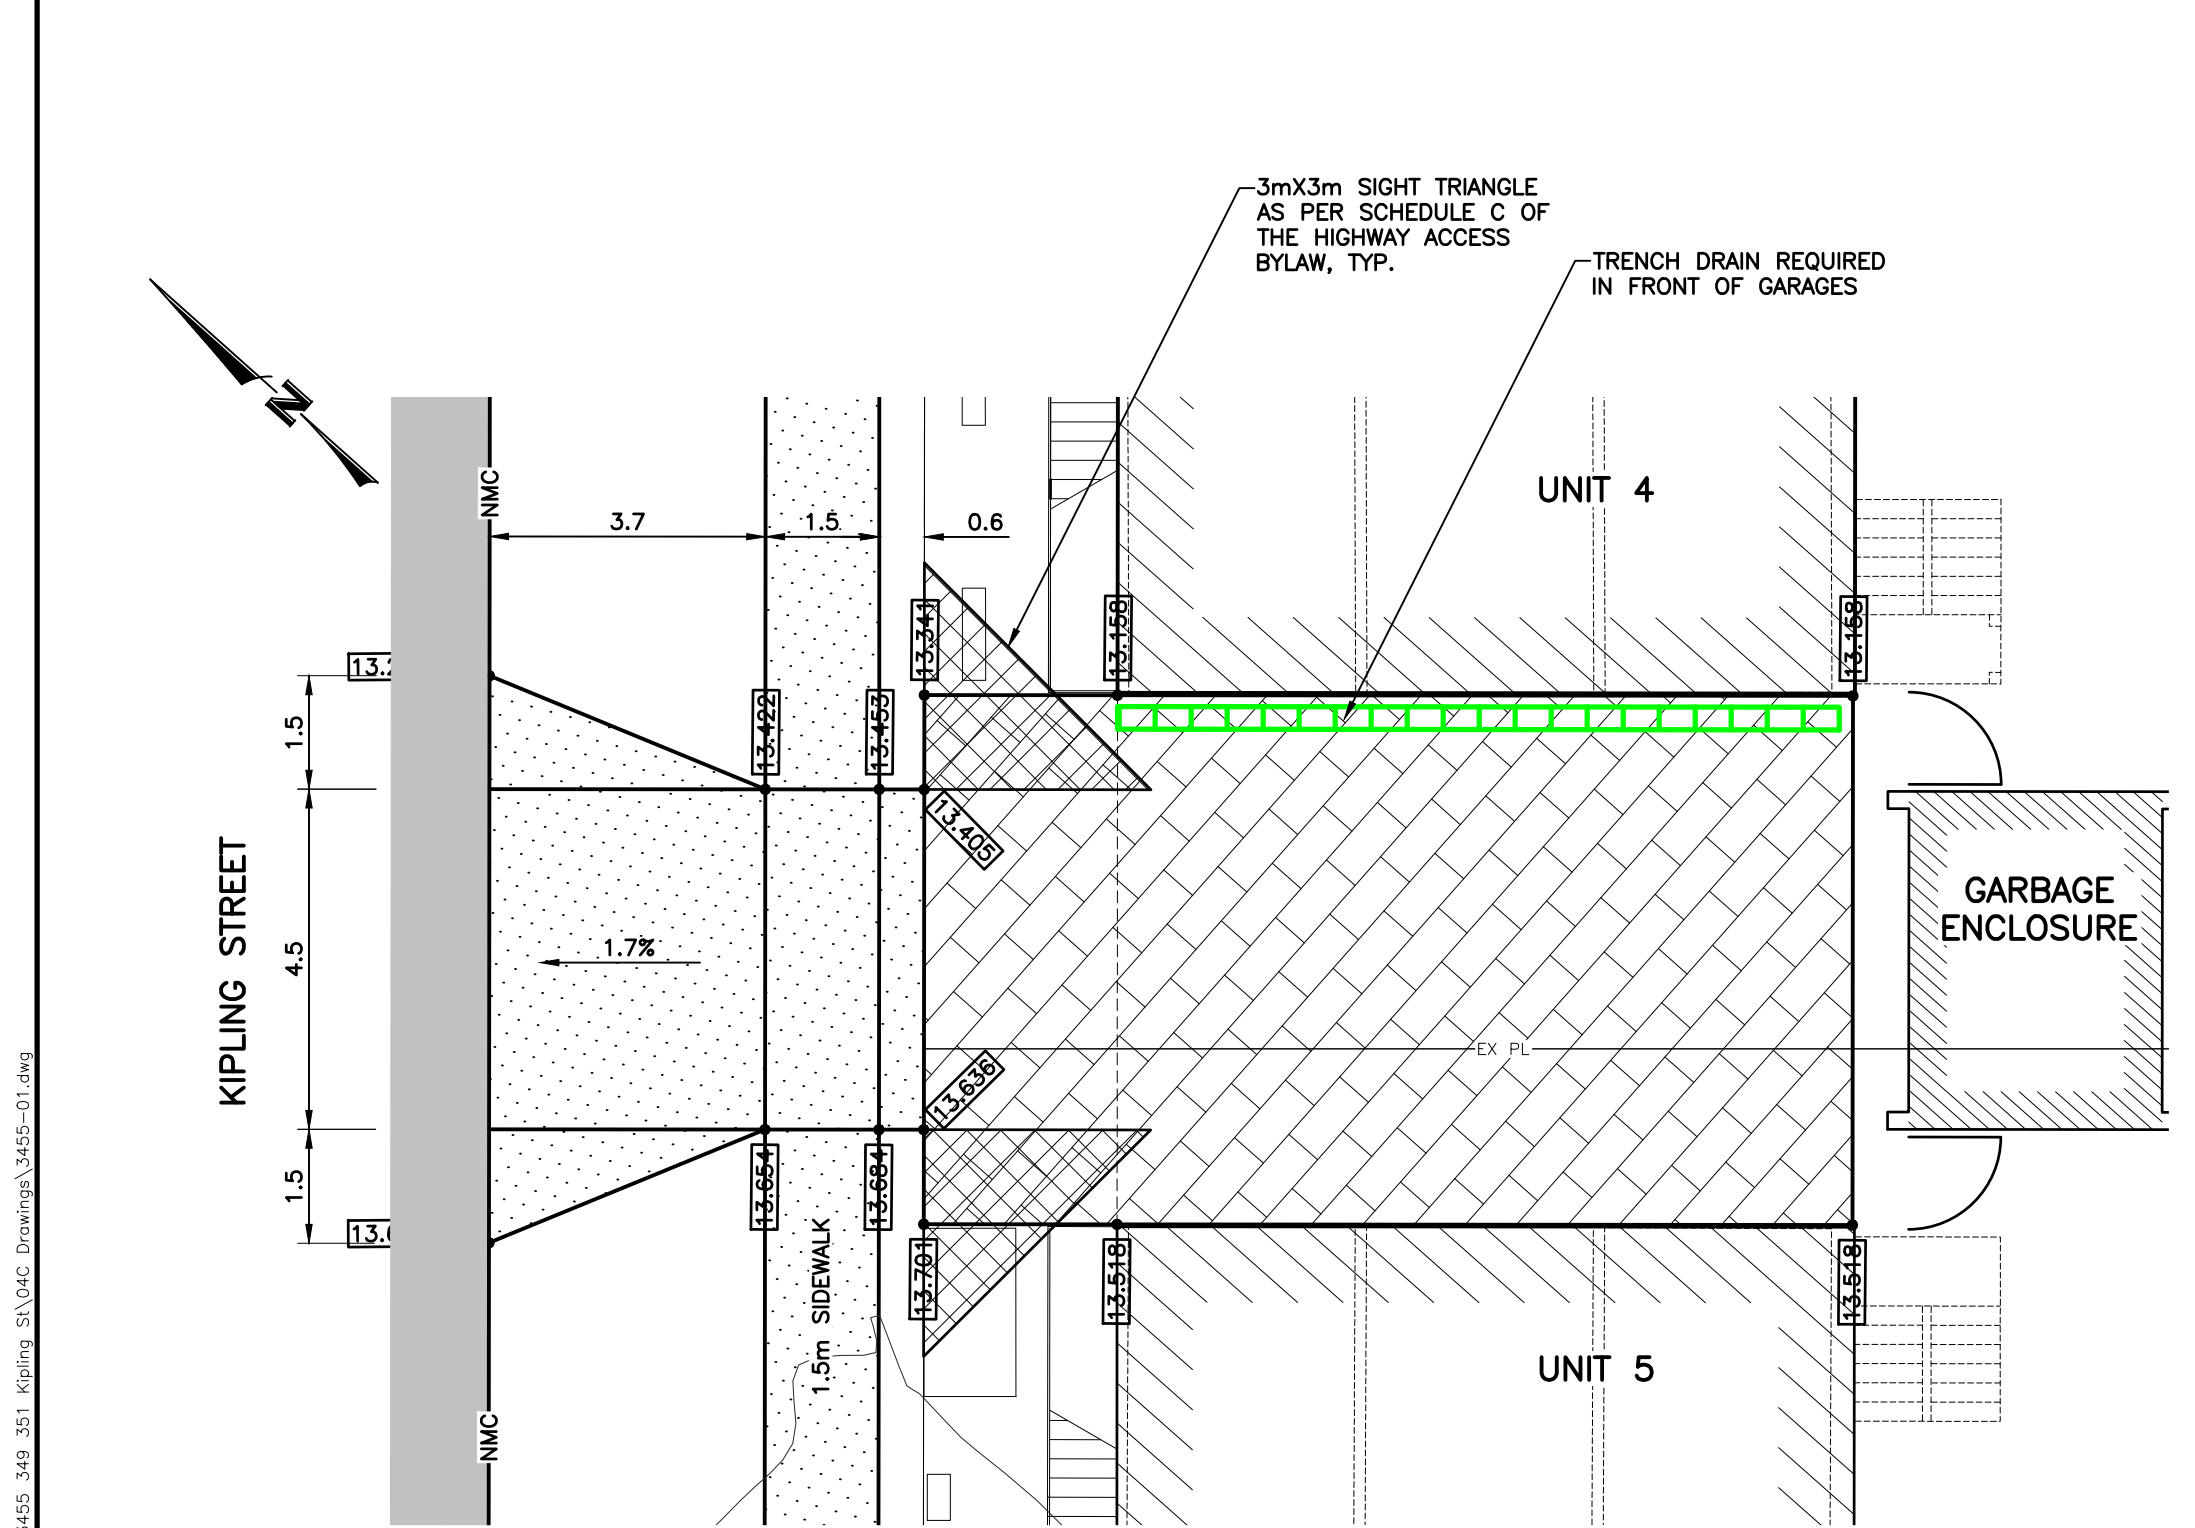 3mX3m SIGHT TRIANGLE
AS PER SCHEDULE C OF
THE HIGHWAY ACCESS
BYLAW, TYP.
TRENCH DRAIN REQUIRED
IN FRONT OF GARAGES
N
NMC
UNIT 4
3.7
1.5
0.6
13.341
13.158
13.158
13.2
1.5
13.422
13.453
13.405
KIPLING STREET
4.5
1.7%
GARBAGE
ENCLOSURE
EX PL
13.636
1.5
13.6
13.654
13.684
13.701
13.518
13.518
1.5m SIDEWALK
UNIT 5
NMC
3455 349 351 Kipling St\04C Drawings\3455-01.dwg